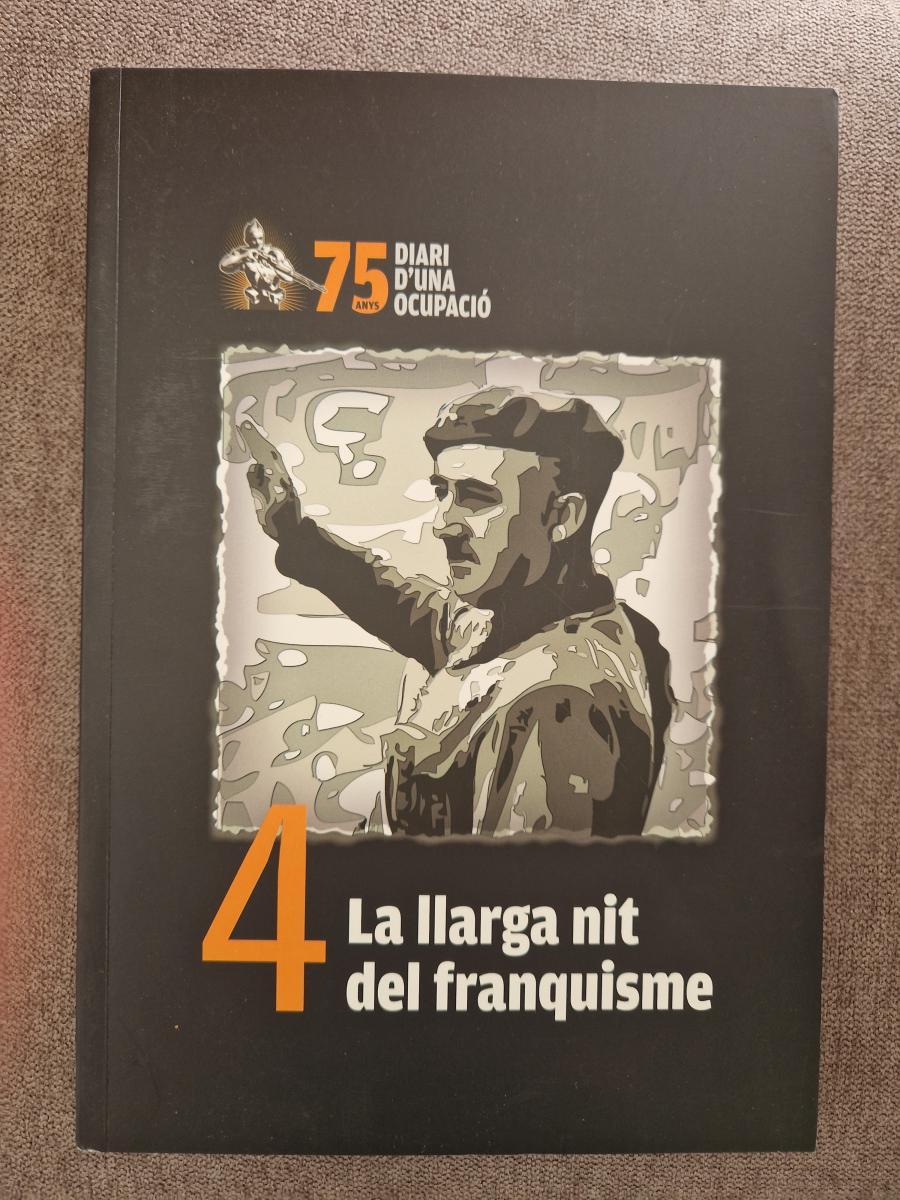 75
ANYS
DIARI
D'UNA
OCUPACIÓ
4
La llarga nit
del franquisme